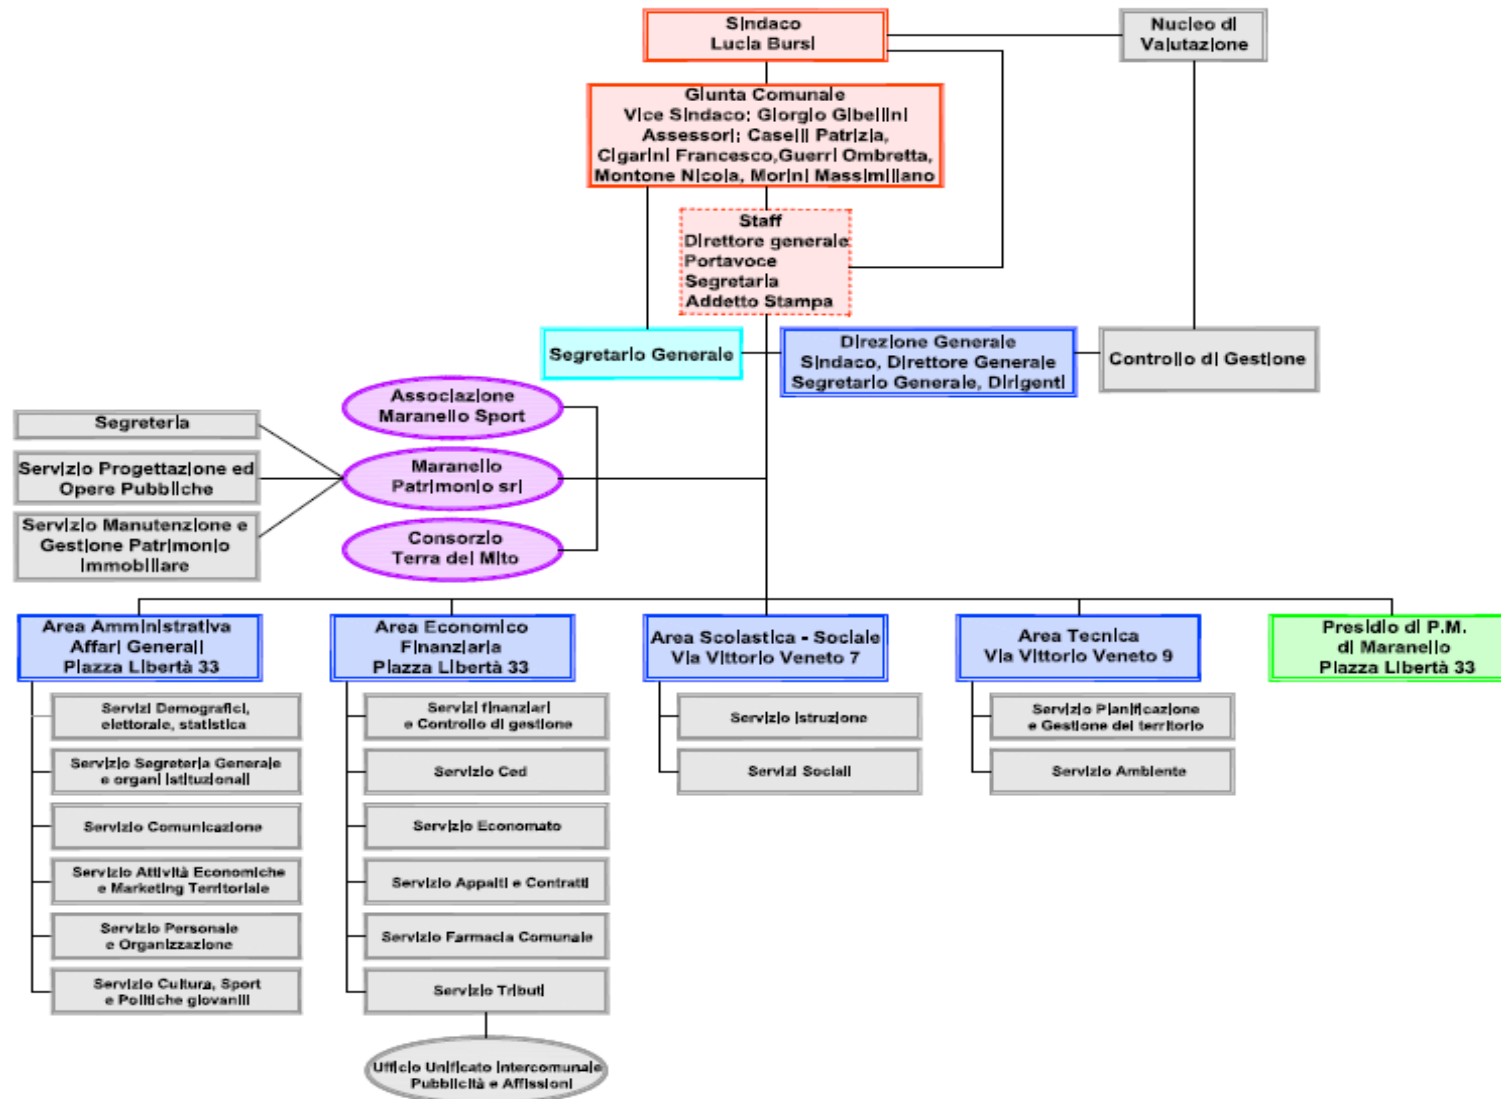 Sindaco
Lucia Bursi
Nucleo di
Valutazione
Giunta Comunale
Vice Sindaco: Giorgio Gibellini
Assessori: Caselli Patrizia,
Cigarini Francesco,Guerri Ombretta,
Montone Nicola, Morini Massimiliano
Staff
Direttore generale
Portavoce
Segretaria
Addetto Stampa
Segretario Generale
Direzione Generale
Sindaco, Direttore Generale
Segretario Generale, Dirigenti
Controllo di Gestione
Associazione
Maranello Sport
Segreteria
Servizio Progettazione ed
Opere Pubbliche
Maranello
Patrimonio srl
Servizio Manutenzione e
Gestione Patrimonio
Immobiliare
Consorzio
Terra del Mito
Area Amministrativa
Affari Generali
Piazza Libertà 33
Area Economico
Finanziaria
Piazza Libertà 33
Area Scolastica - Sociale
Via Vittorio Veneto 7
Area Tecnica
Via Vittorio Veneto 9
Presidio di P.M.
di Maranello
Piazza Libertà 33
Servizi Demografici,
elettorale, statistica
Servizio Segreteria Generale
e organi istituzionali
Servizio Comunicazione
Servizio Attività Economiche
e Marketing Territoriale
Servizio Personale
e Organizzazione
Servizio Cultura, Sport
e Politiche giovanili
Servizi finanziari
e Controllo di gestione
Servizio Ced
Servizio Economato
Servizio Appalti e Contratti
Servizio Farmacia Comunale
Servizio Tributi
Ufficio Unificato Intercomunale
Pubblicità e Affissioni
Servizio Istruzione
Servizi Sociali
Servizio Pianificazione
e Gestione del territorio
Servizio Ambiente